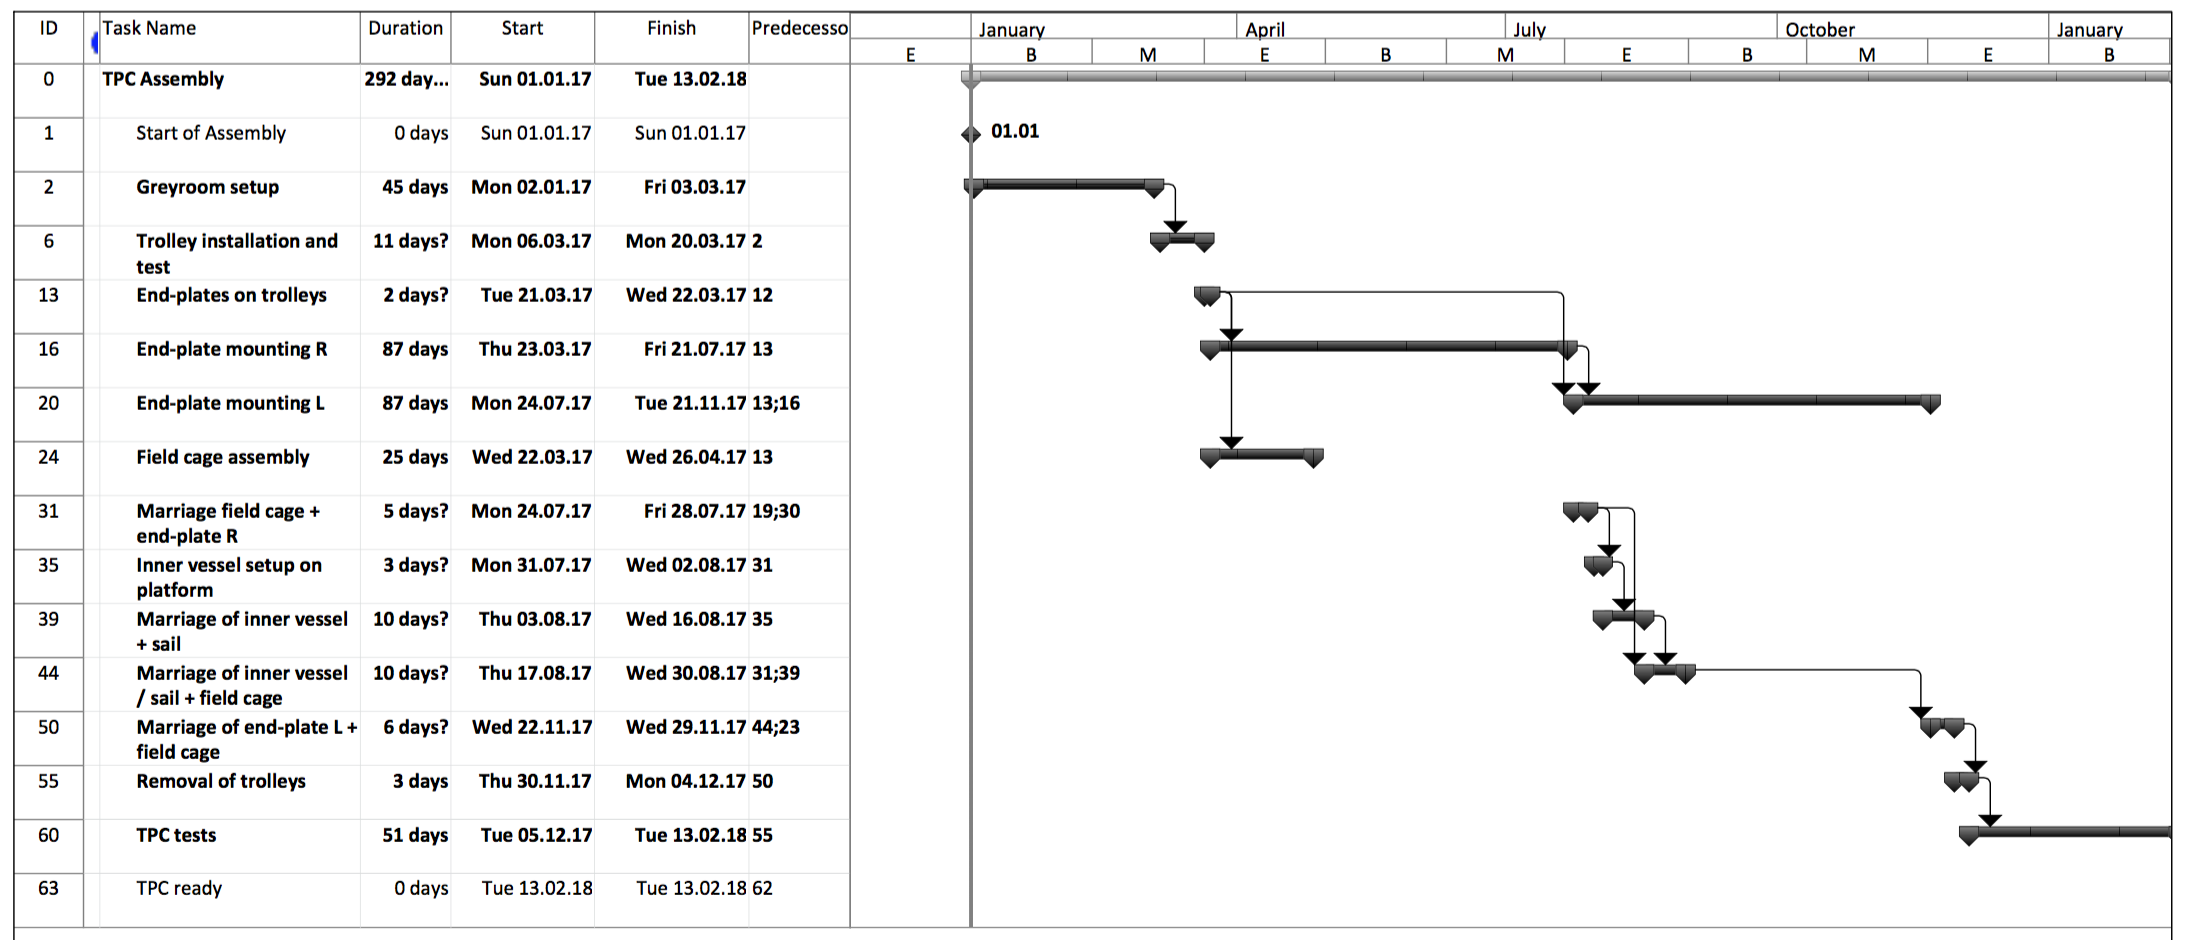 ID Task Name Duration Start Finish Predecesso January April July October January
E B M E B M E B M E B
0 TPC Assembly 292 day... Sun 01.01.17 Tue 13.02.18
1 Start of Assembly 0 days Sun 01.01.17 Sun 01.01.17 01.01
2 Greyroom setup 45 days Mon 02.01.17 Fri 03.03.17
6 Trolley installation and 11 days? Mon 06.03.17 Mon 20.03.17 2
test
13 End-plates on trolleys 2 days? Tue 21.03.17 Wed 22.03.17 12
16 End-plate mounting R 87 days Thu 23.03.17 Fri 21.07.17 13
20 End-plate mounting L 87 days Mon 24.07.17 Tue 21.11.17 13;16
24 Field cage assembly 25 days Wed 22.03.17 Wed 26.04.17 13
31 Marriage field cage + 5 days? Mon 24.07.17 Fri 28.07.17 19;30
end-plate R
35 Inner vessel setup on 3 days? Mon 31.07.17 Wed 02.08.17 31
platform
39 Marriage of inner vessel 10 days? Thu 03.08.17 Wed 16.08.17 35
+ sail
44 Marriage of inner vessel 10 days? Thu 17.08.17 Wed 30.08.17 31;39
/ sail + field cage
50 Marriage of end-plate L + 6 days? Wed 22.11.17 Wed 29.11.17 44;23
field cage
55 Removal of trolleys 3 days Thu 30.11.17 Mon 04.12.17 50
60 TPC tests 51 days Tue 05.12.17 Tue 13.02.18 55
63 TPC ready 0 days Tue 13.02.18 Tue 13.02.18 62